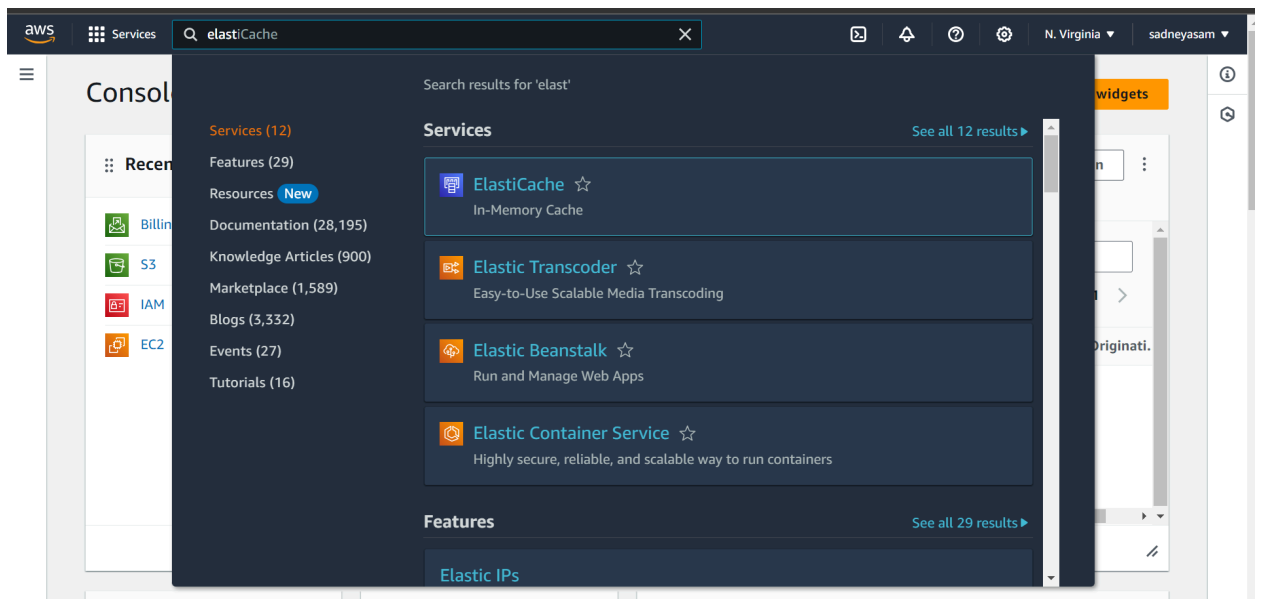 aws
Services
elastiCache
N. Virginia
sadneyasam
Consol
widgets
Search results for 'elast'
Services (12)
Features (29)
Resources New
Documentation (28,195)
Knowledge Articles (900)
Marketplace (1,589)
Blogs (3,332)
Events (27)
Tutorials (16)
Services
See all 12 results
ElastiCache
In-Memory Cache
Elastic Transcoder
Easy-to-Use Scalable Media Transcoding
Elastic Beanstalk
Run and Manage Web Apps
Elastic Container Service
Highly secure, reliable, and scalable way to run containers
Features
See all 29 results
Elastic IPs
Recen
Billin
S3
IAM
EC2
n
Originati.